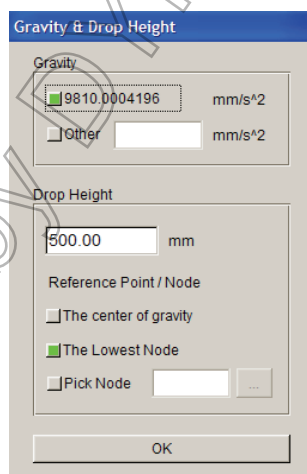 Gravity & Drop Height
Gravity
9810.0004196 mm/s^2
Other mm/s^2
Drop Height
500.00 mm
Reference Point / Node
The center of gravity
The Lowest Node
Pick Node ...
OK